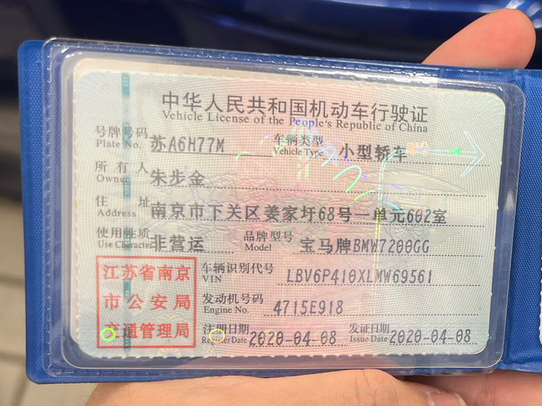 中华人民共和国机动车行驶证
Vehicle License of the People's Republic of China
号牌号码 苏A6H77M 车辆类型 小型轿车
Plate No. Vehicle Type
所有人 朱步金
Owner
住址 南京市下关区姜家圩68号一单元602室
Address
使用性质 非营运 品牌型号 宝马牌BMW7200GG
Use Character Model
江苏省南京 车辆识别代号 LBV6P410XLMW69561
市公安局 VIN
交通管理局 发动机号码 4715E918
Engine No.
注册日期 2020-04-08 发证日期 2020-04-08
Register Date Issue Date